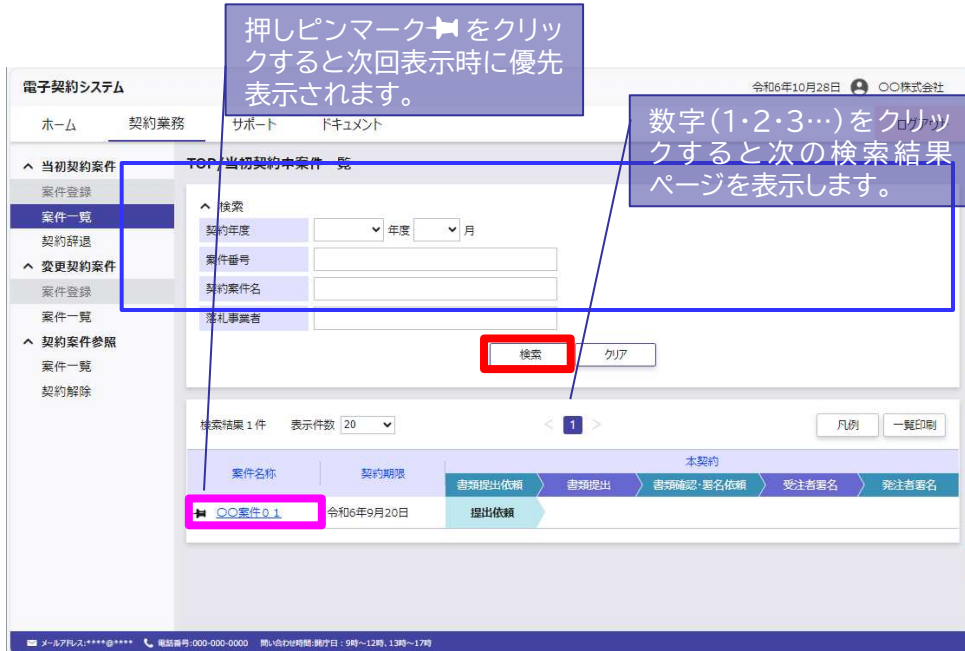 押しピンマーク をクリッ
クすると次回表示時に優先
表示されます。
電子契約システム
令和6年10月28日 〇〇株式会社
数字(1・2・3…)をクリッ
クすると次の検索結果
ページを表示します。
ホーム 契約業務 サポート ドキュメント
ログアウト
当初契約案件
案件登録
案件一覧
契約辞退
変更契約案件
案件登録
案件一覧
契約案件参照
案件一覧
契約解除
TOP/当初契約中案件一覧
検索
契約年度 年度 月
案件番号
契約案件名
落札事業者
検索 クリア
検索結果1件 表示件数 20 < 1 > 凡例 一覧印刷
案件名称 契約期限 本契約
書類提出依頼 書類提出 書類確認・署名依頼 受注者署名 発注者署名
〇〇案件01 令和6年9月20日 提出依頼
メールアドレス:****@**** 電話番号:000-000-0000 問い合わせ時間:開庁日:9時~12時、13時~17時